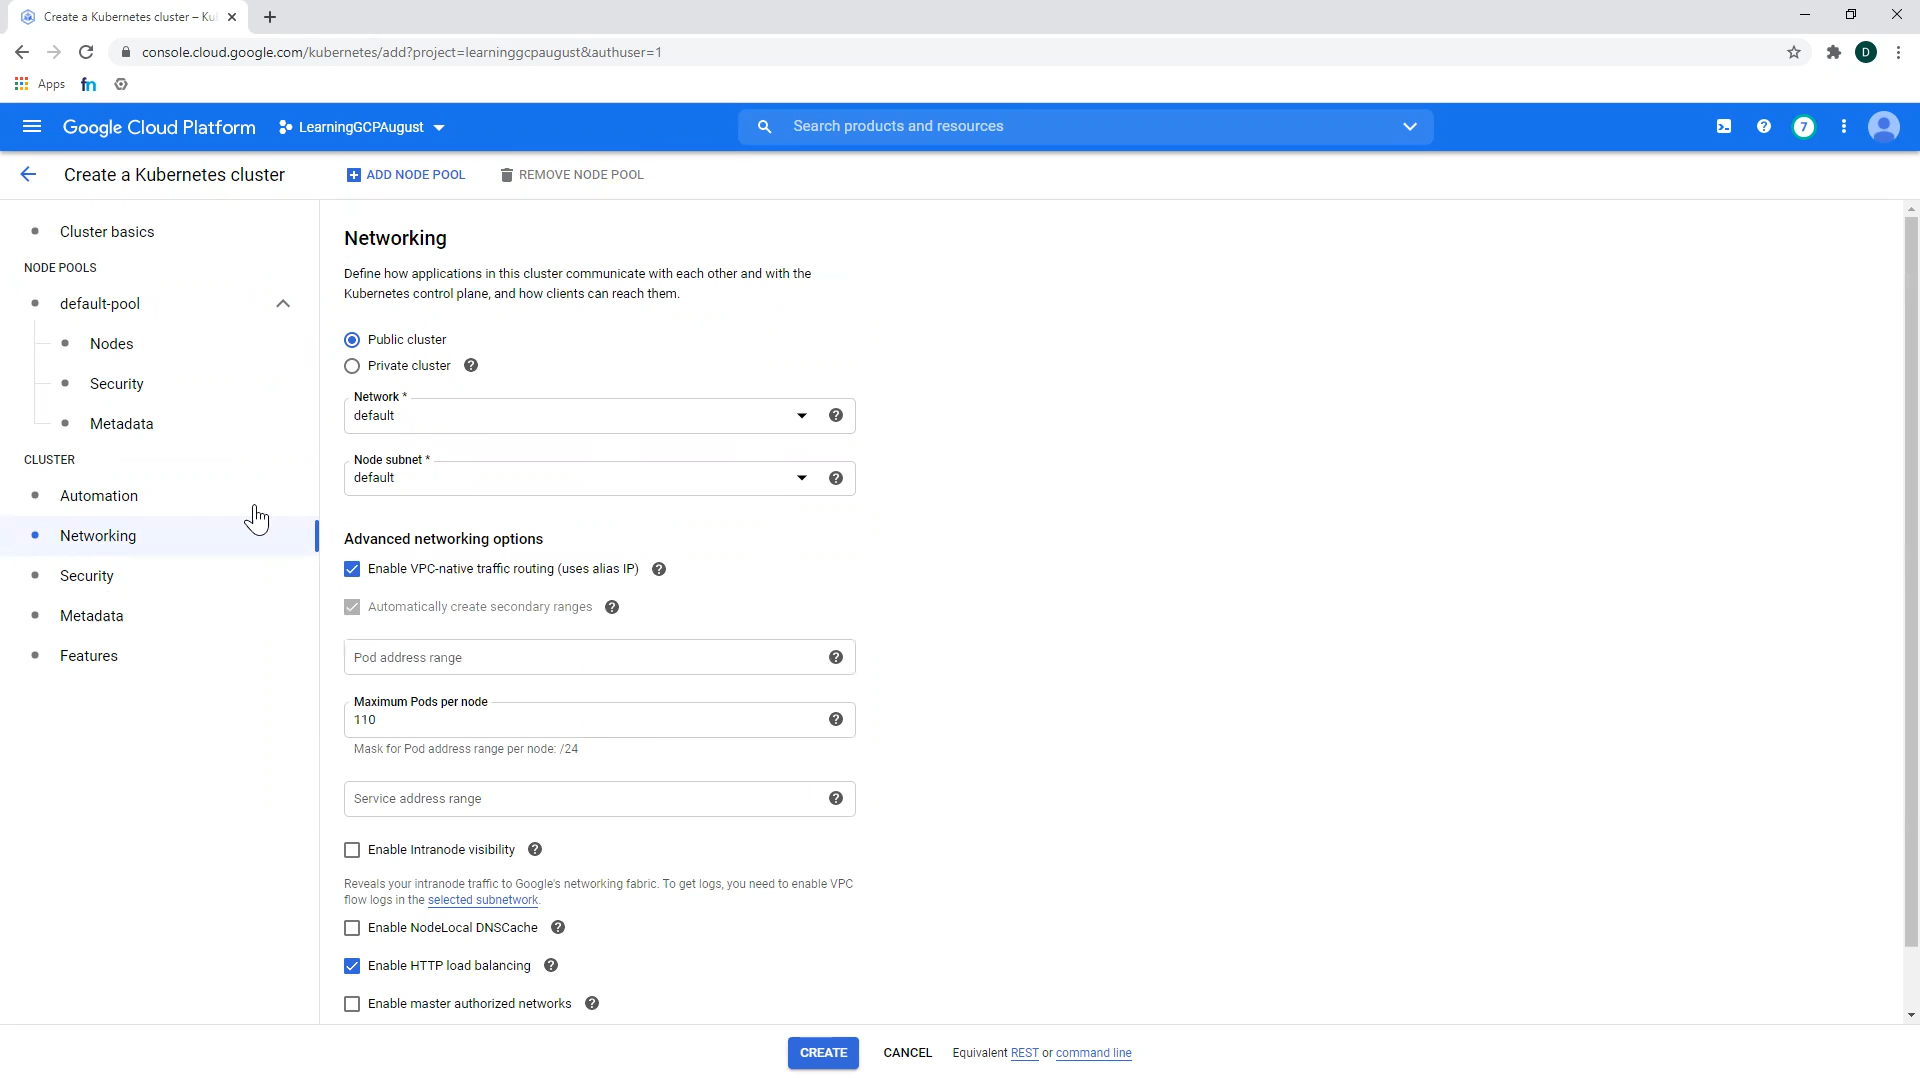 Create a Kubernetes cluster – Ku
console.cloud.google.com/kubernetes/add?project=learninggcpaugust&authuser=1
D
Apps
fn
Google Cloud Platform
LearningGCPAugust
Search products and resources
7
Create a Kubernetes cluster
ADD NODE POOL
REMOVE NODE POOL
Cluster basics
NODE POOLS
default-pool
Nodes
Security
Metadata
CLUSTER
Automation
Networking
Security
Metadata
Features
Networking
Define how applications in this cluster communicate with each other and with the
Kubernetes control plane, and how clients can reach them.
Public cluster
Private cluster
Network *
default
Node subnet *
default
Advanced networking options
Enable VPC-native traffic routing (uses alias IP)
Automatically create secondary ranges
Pod address range
Maximum Pods per node
110
Mask for Pod address range per node: /24
Service address range
Enable Intranode visibility
Reveals your intranode traffic to Google's networking fabric. To get logs, you need to enable VPC
flow logs in the selected subnetwork.
Enable NodeLocal DNSCache
Enable HTTP load balancing
Enable master authorized networks
CREATE
CANCEL
Equivalent REST or command line